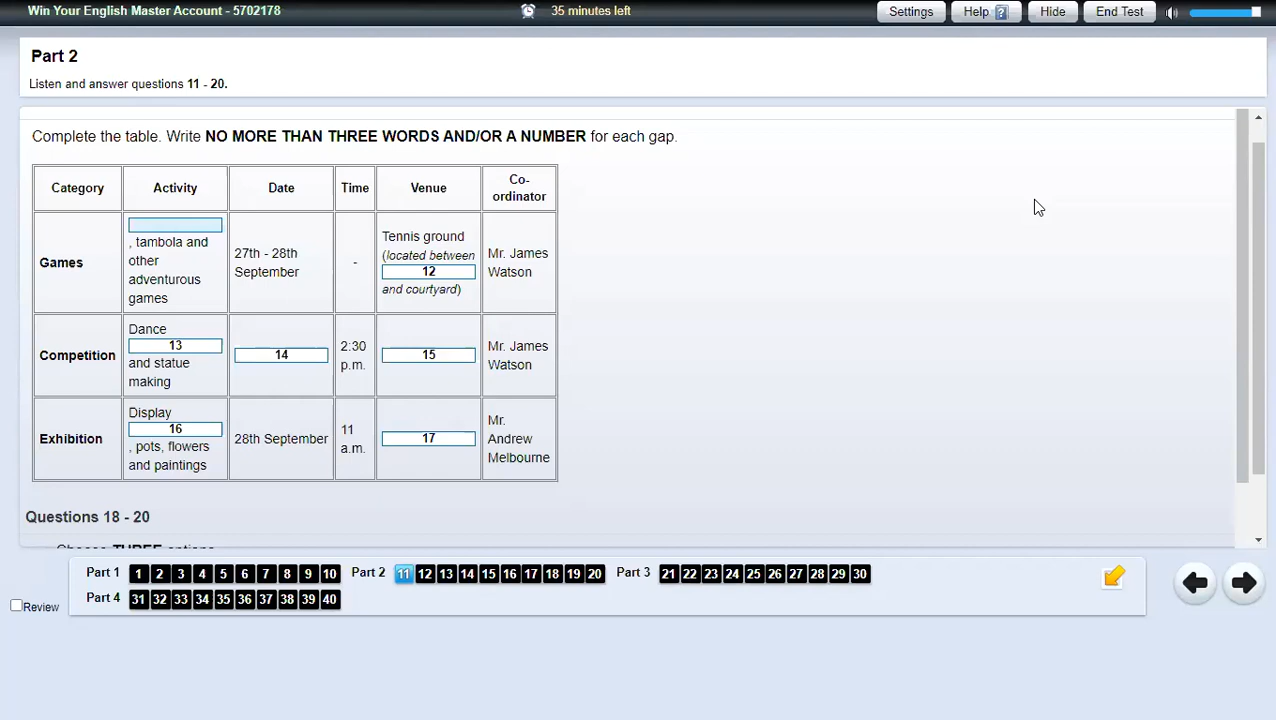 Win Your English Master Account - 5702178
35 minutes left
Settings
Help ?
Hide
End Test
Part 2
Listen and answer questions 11 - 20.
Complete the table. Write NO MORE THAN THREE WORDS AND/OR A NUMBER for each gap.
Category
Activity
Date
Time
Venue
Co-
ordinator
Games
, tambola and
other
adventurous
games
27th - 28th
September
-
Tennis ground
(located between
12
and courtyard)
Mr. James
Watson
Competition
Dance
13
and statue
making
14
2:30
p.m.
15
Mr. James
Watson
Exhibition
Display
16
, pots, flowers
and paintings
28th September
11
a.m.
17
Mr.
Andrew
Melbourne
Questions 18 - 20
Choose THREE options
Part 1 1 2 3 4 5 6 7 8 9 10 Part 2 11 12 13 14 15 16 17 18 19 20 Part 3 21 22 23 24 25 26 27 28 29 30
Part 4 31 32 33 34 35 36 37 38 39 40
Review